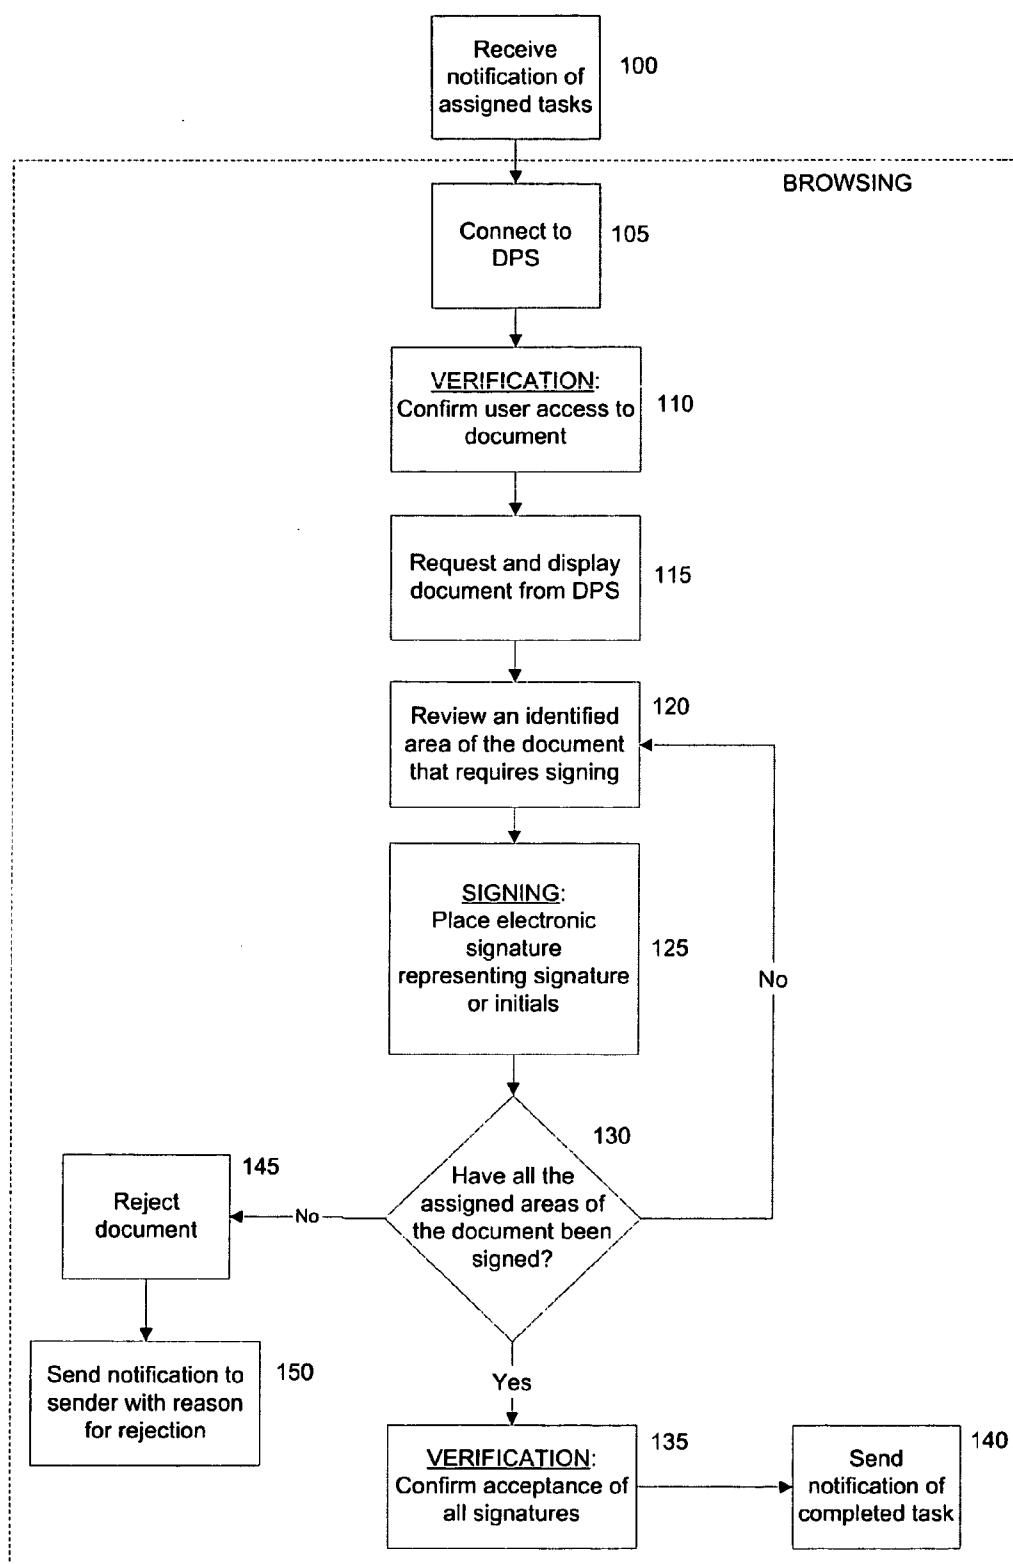 Receive
notification of
assigned tasks
100
BROWSING
Connect to
DPS
105
VERIFICATION:
Confirm user access to
document
110
Request and display
document from DPS
115
Review an identified
area of the document
that requires signing
120
SIGNING:
Place electronic
signature
representing signature
or initials
125
No
130
Have all the
assigned areas of
the document been
signed?
145
Reject
document
No
Send notification to
sender with reason
for rejection
150
Yes
VERIFICATION:
Confirm acceptance of
all signatures
135
Send
notification of
completed task
140